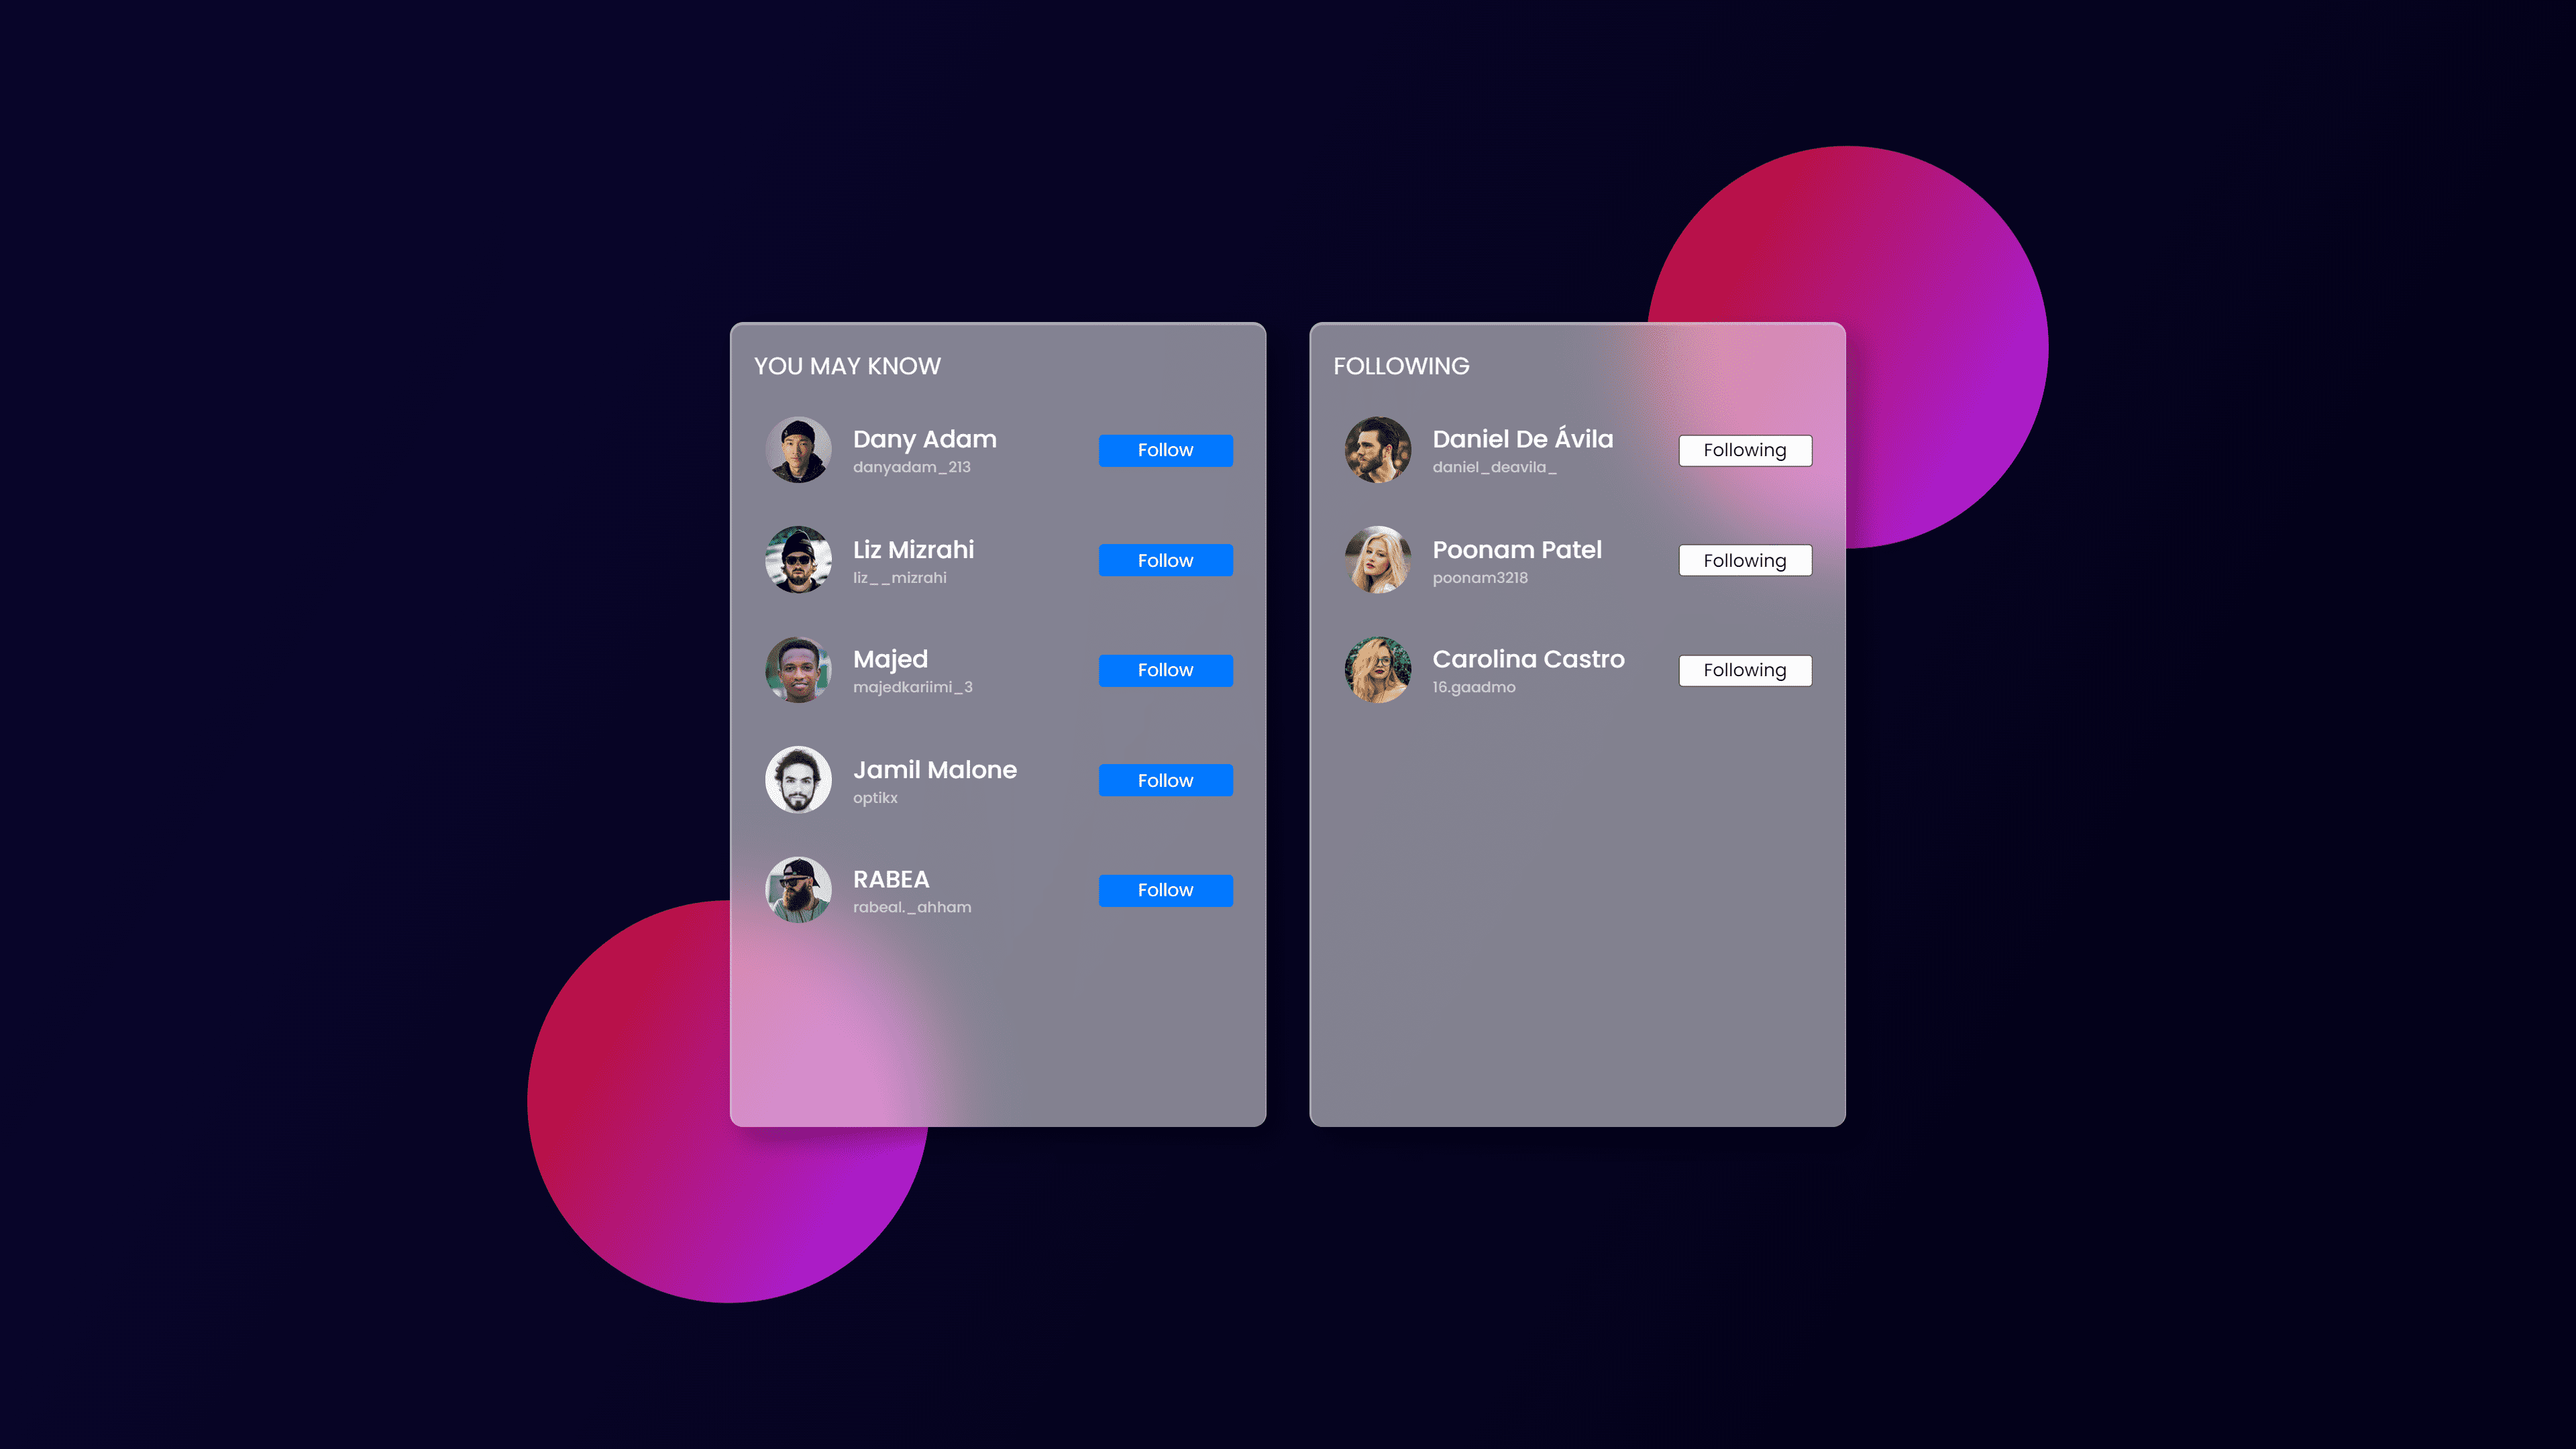 YOU MAY KNOW
Dany Adam
danyadam_213
Follow
Liz Mizrahi
liz__mizrahi
Follow
Majed
majedkariimi_3
Follow
Jamil Malone
optikx
Follow
RABEA
rabeal._ahham
Follow
FOLLOWING
Daniel De Ávila
daniel_deavila_
Following
Poonam Patel
poonam3218
Following
Carolina Castro
16.gaadmo
Following